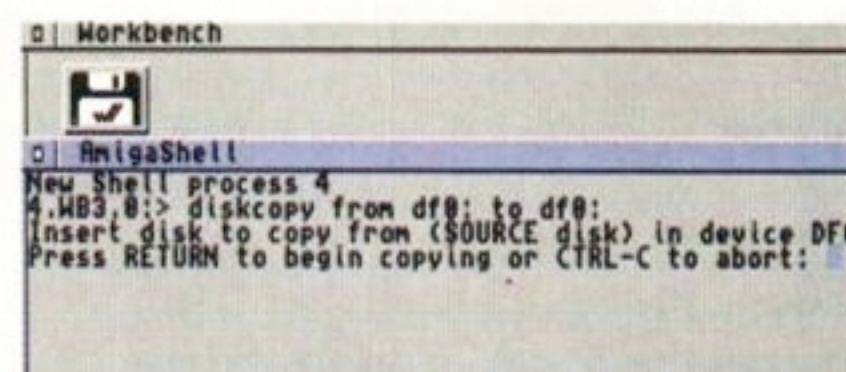 Workbench
AmigaShell
New Shell process 4
4.WB3.0:> diskcopy from df0: to df0:
Insert disk to copy from (SOURCE disk) in device DF0
Press RETURN to begin copying or CTRL-C to abort: